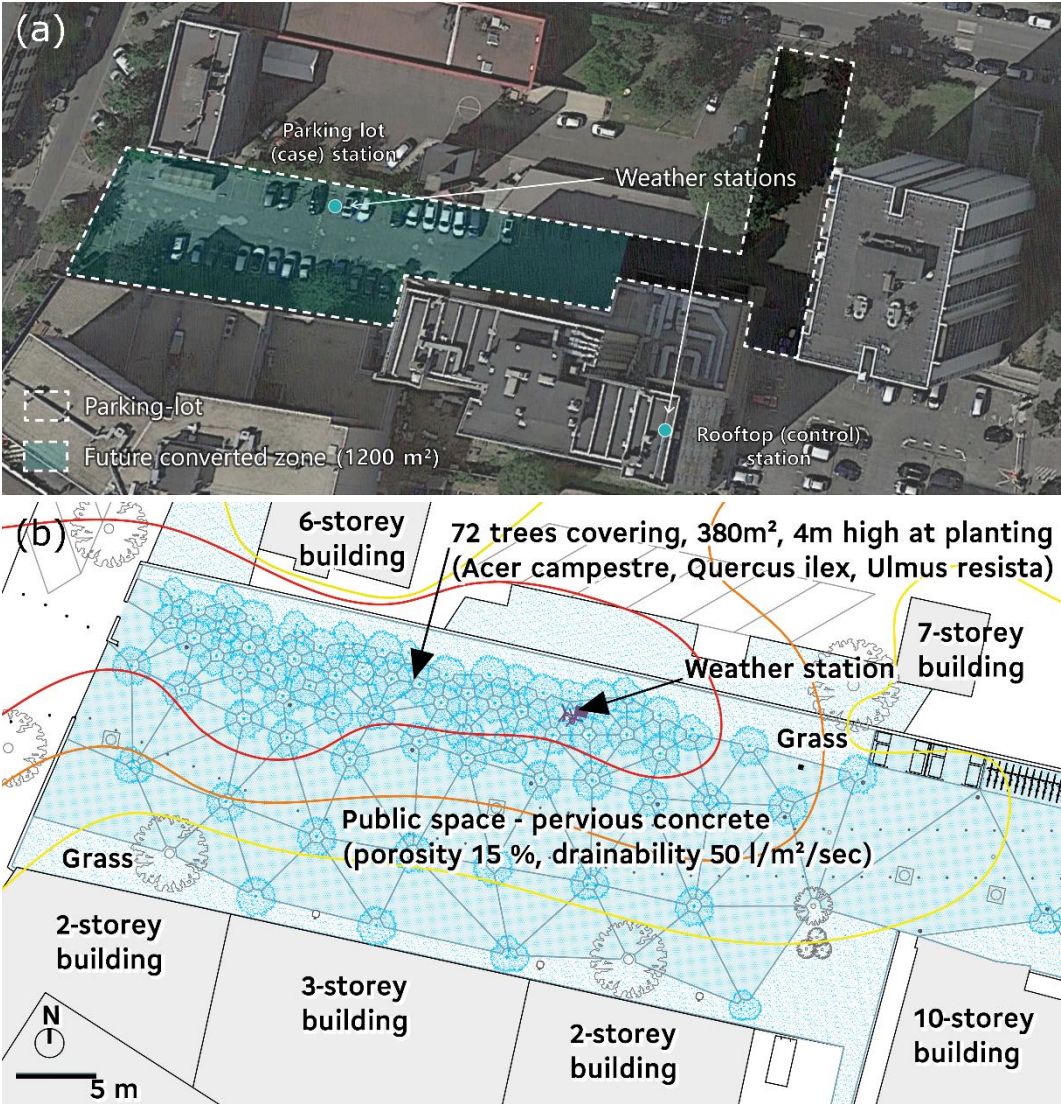 (a)
Parking lot
(case) station
Weather stations
Parking-lot
Future converted zone (1200 m²)
Rooftop (control)
station
(b)
6-storey
building
72 trees covering, 380m², 4m high at planting
(Acer campestre, Quercus ilex, Ulmus resista)
7-storey
building
Weather station
Grass
Public space - pervious concrete
(porosity 15 %, drainability 50 l/m²/sec)
Grass
2-storey
building
3-storey
building
2-storey
building
10-storey
building
N
5 m